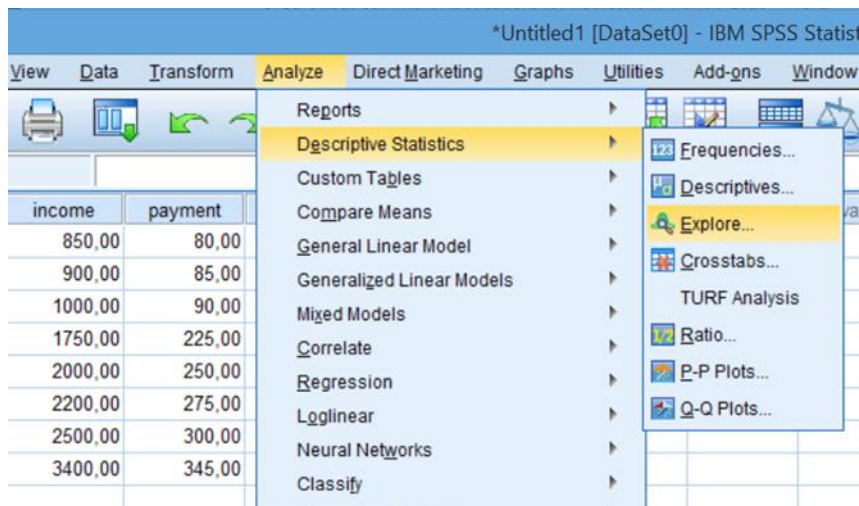 *Untitled1 [DataSet0] - IBM SPSS Statist
View Data Transform Analyze Direct Marketing Graphs Utilities Add-ons Window
Reports
Descriptive Statistics
Custom Tables
Compare Means
General Linear Model
Generalized Linear Models
Mixed Models
Correlate
Regression
Loglinear
Neural Networks
Classify
123 Frequencies...
Descriptives...
Explore...
Crosstabs...
TURF Analysis
1/2 Ratio...
P-P Plots...
Q-Q Plots...
income payment
850,00 80,00
900,00 85,00
1000,00 90,00
1750,00 225,00
2000,00 250,00
2200,00 275,00
2500,00 300,00
3400,00 345,00